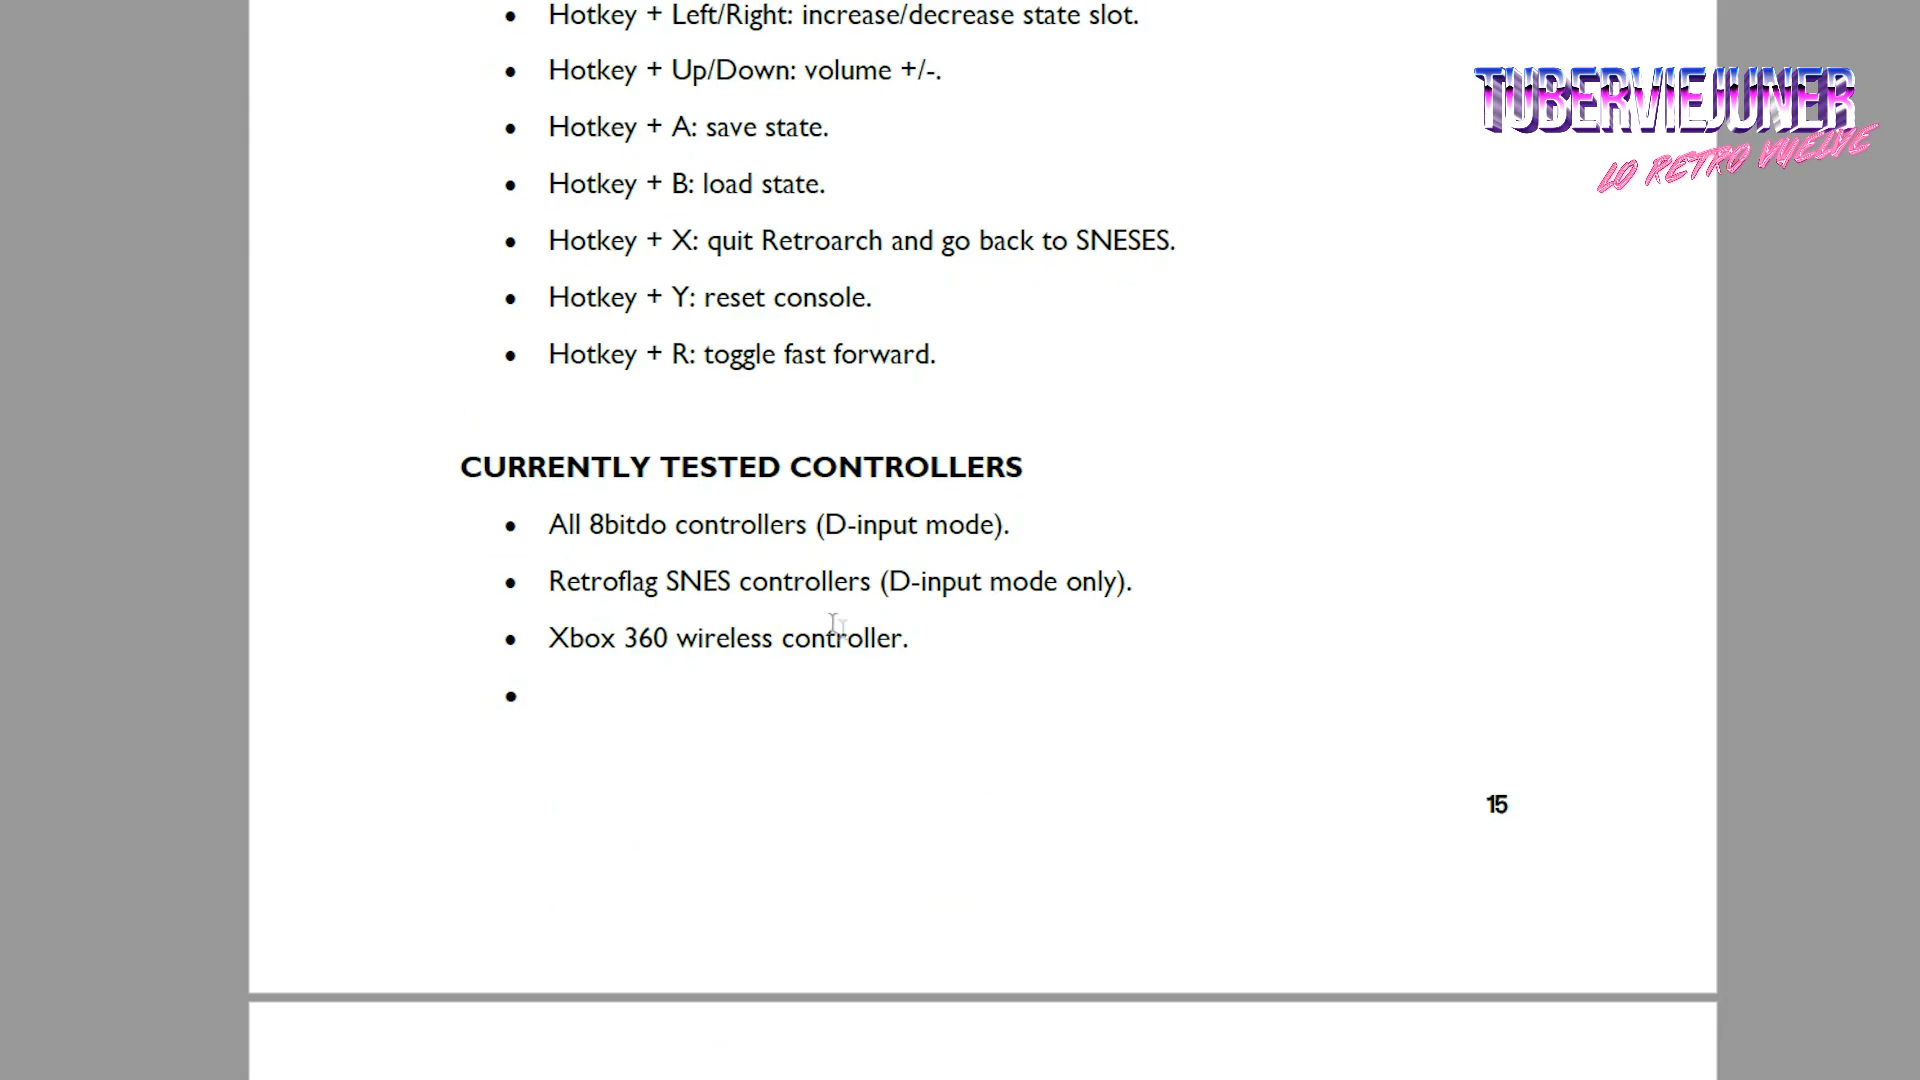 • Hotkey + Left/Right: increase/decrease state slot.
• Hotkey + Up/Down: volume +/-.
• Hotkey + A: save state.
• Hotkey + B: load state.
• Hotkey + X: quit Retroarch and go back to SNESES.
• Hotkey + Y: reset console.
• Hotkey + R: toggle fast forward.
TUBERVIEJUNER
LO RETRO VUELVE
CURRENTLY TESTED CONTROLLERS
• All 8bitdo controllers (D-input mode).
• Retroflag SNES controllers (D-input mode only).
• Xbox 360 wireless controller.
•
15